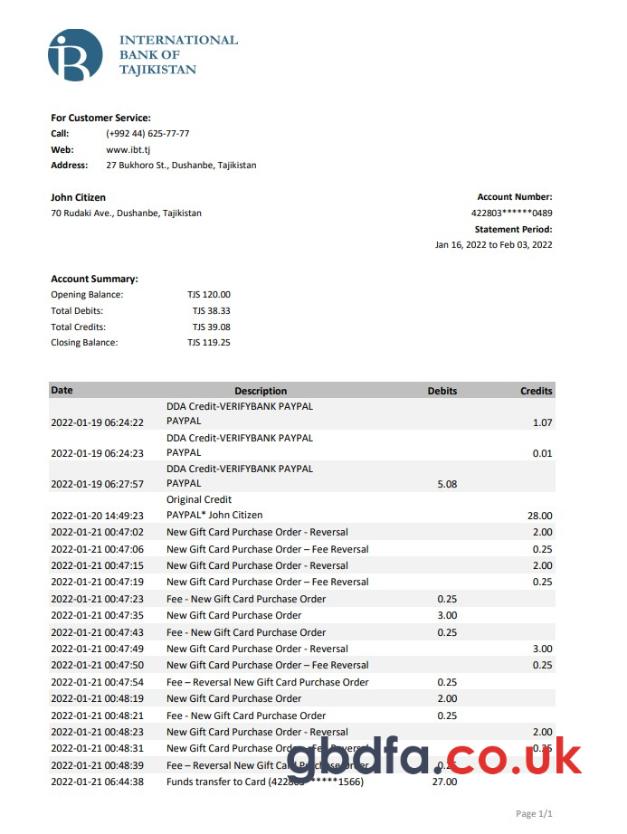 INTERNATIONAL
BANK OF
TAJIKISTAN
For Customer Service:
Call: (+992 44) 625-77-77
Web: www.ibt.tj
Address: 27 Bukhoro St., Dushanbe, Tajikistan
John Citizen Account Number:
70 Rudaki Ave., Dushanbe, Tajikistan 422803******0489
Statement Period:
Jan 16, 2022 to Feb 03, 2022
Account Summary:
Opening Balance: TJS 120.00
Total Debits: TJS 38.33
Total Credits: TJS 39.08
Closing Balance: TJS 119.25
Date Description Debits Credits
DDA Credit-VERIFYBANK PAYPAL
2022-01-19 06:24:22 PAYPAL 1.07
DDA Credit-VERIFYBANK PAYPAL
2022-01-19 06:24:23 PAYPAL 0.01
DDA Credit-VERIFYBANK PAYPAL
2022-01-19 06:27:57 PAYPAL 5.08
Original Credit
2022-01-20 14:49:23 PAYPAL* John Citizen 28.00
2022-01-21 00:47:02 New Gift Card Purchase Order - Reversal 2.00
2022-01-21 00:47:06 New Gift Card Purchase Order – Fee Reversal 0.25
2022-01-21 00:47:15 New Gift Card Purchase Order - Reversal 2.00
2022-01-21 00:47:19 New Gift Card Purchase Order – Fee Reversal 0.25
2022-01-21 00:47:23 Fee - New Gift Card Purchase Order 0.25
2022-01-21 00:47:35 New Gift Card Purchase Order 3.00
2022-01-21 00:47:43 Fee - New Gift Card Purchase Order 0.25
2022-01-21 00:47:49 New Gift Card Purchase Order - Reversal 3.00
2022-01-21 00:47:50 New Gift Card Purchase Order – Fee Reversal 0.25
2022-01-21 00:47:54 Fee – Reversal New Gift Card Purchase Order 0.25
2022-01-21 00:48:19 New Gift Card Purchase Order 2.00
2022-01-21 00:48:21 Fee - New Gift Card Purchase Order 0.25
2022-01-21 00:48:23 New Gift Card Purchase Order - Reversal 2.00
2022-01-21 00:48:31 New Gift Card Purchase Order – Fee Reversal 0.25
2022-01-21 00:48:39 Fee – Reversal New Gift Card Purchase Order 0.25
2022-01-21 06:44:38 Funds transfer to Card (422803******1566) 27.00
gbdfa.co.uk
Page 1/1